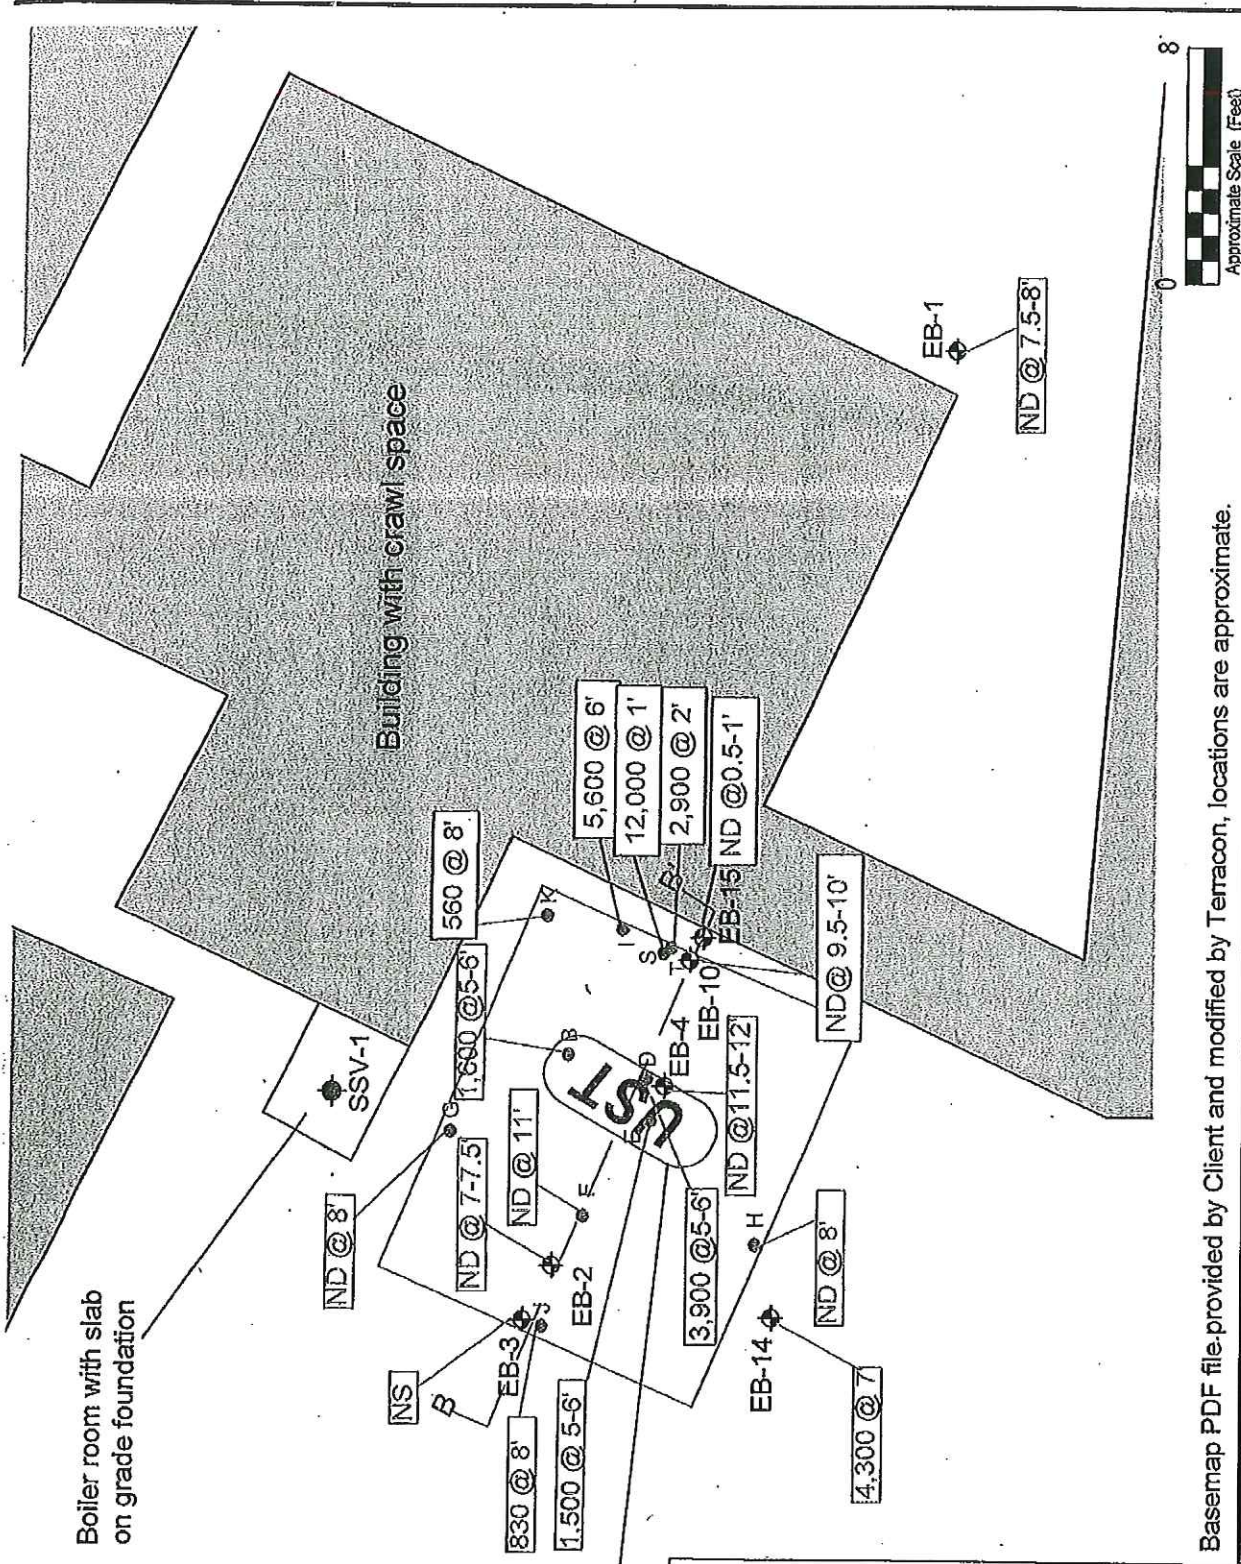 Boiler room with slab
on grade foundation
SSV-1
Building with crawl space
ND @ 8'
G
560 @ 8'
K
1,600 @5-6'
B
ND @ 7-7.5'
ND @ 11'
NS
EB-3
J
B
830 @ 8'
EB-2
F
1.500 @ 5-6'
UST
D
EB-4
3,900 @5-6'
ND @11.5-12'
5,600 @ 6'
I
12,000 @ 1'
S
2,900 @ 2'
T
B'
ND @0.5-1'
EB-15
EB-10
ND@ 9.5-10'
H
ND @ 8'
EB-14
4,300 @ 7
EB-1
ND @ 7.5-8'
0
8
Approximate Scale (Feet)
Basemap PDF file.provided by Client and modified by Terracon, locations are approximate.